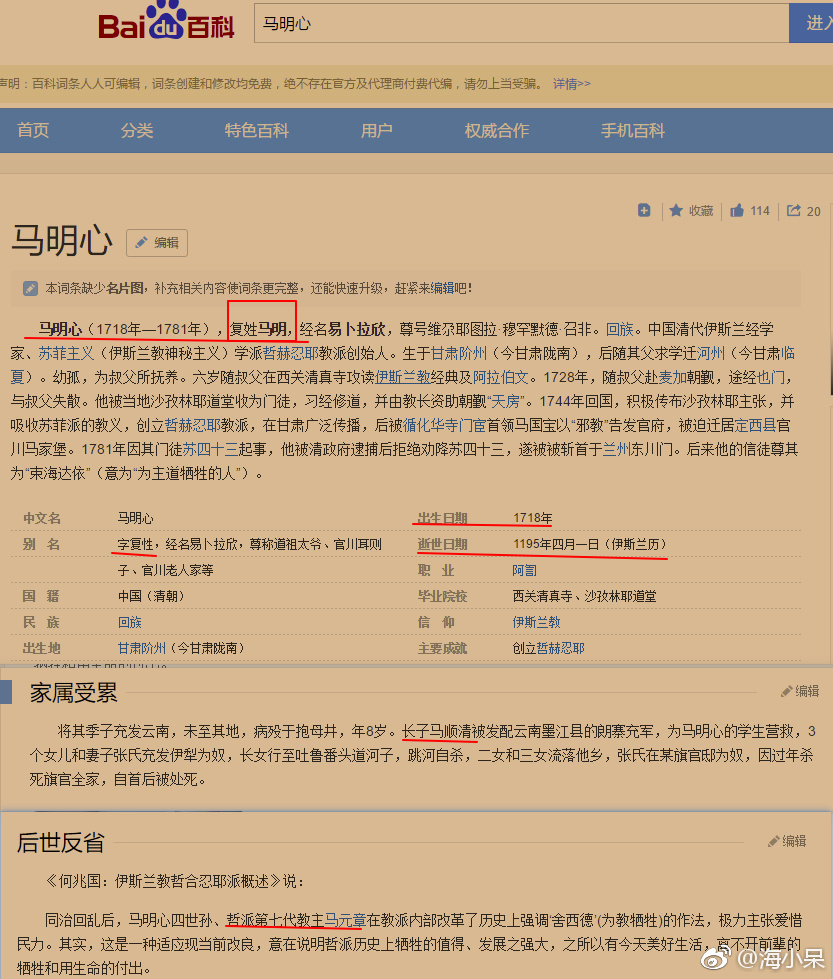 Bai du 百科
马明心
进入
声明：百科词条人人可编辑，词条创建和修改均免费，绝不存在官方及代理商付费代编，请勿上当受骗。 详情>>
首页 分类 特色百科 用户 权威合作 手机百科
收藏 114 20
马明心 编辑
本词条缺少名片图，补充相关内容使词条更完整，还能快速升级，赶紧来编辑吧！
马明心（1718年—1781年），复姓马明，经名易卜拉欣，尊号维尕耶图拉·穆罕默德·召非。回族。中国清代伊斯兰经学
家、苏菲主义（伊斯兰教神秘主义）学派哲赫忍耶教派创始人。生于甘肃阶州（今甘肃陇南），后随其父求学迁河州（今甘肃临
夏）。幼孤，为叔父所抚养。六岁随叔父在西关清真寺攻读伊斯兰教经典及阿拉伯文。1728年，随叔父赴麦加朝觐，途经也门，
与叔父失散。他被当地沙孜林耶道堂收为门徒，习经修道，并由教长资助朝觐“天房”。1744年回国，积极传布沙孜林耶主张，并
吸收苏菲派的教义，创立哲赫忍耶教派，在甘肃广泛传播，后被循化华寺门宦首领马国宝以“邪教”告发官府，被迫迁居定西县官
川马家堡。1781年因其门徒苏四十三起事，他被清政府逮捕后拒绝劝降苏四十三，遂被被斩首于兰州东川门。后来他的信徒尊其
为“束海达依”（意为“为主道牺牲的人”）。
中文名 马明心 出生日期 1718年
别 名 字复性，经名易卜拉欣，尊称道祖太爷、官川耳则 逝世日期 1195年四月一日（伊斯兰历）
子、官川老人家等 职 业 阿訇
国 籍 中国（清朝） 毕业院校 西关清真寺、沙孜林耶道堂
民 族 回族 信 仰 伊斯兰教
出生地 甘肃阶州（今甘肃陇南） 主要成就 创立哲赫忍耶
家属受累 编辑
将其季子充发云南，未至其地，病殁于抱母井，年8岁。长子马顺清被发配云南墨江县的朗寨充军，为马明心的学生营救，3
个女儿和妻子张氏充发伊犁为奴，长女行至吐鲁番头道河子，跳河自杀，二女和三女流落他乡，张氏在某旗官邸为奴，因过年杀
死旗官全家，自首后被处死。
后世反省 编辑
《何兆国：伊斯兰教哲合忍耶派概述》说：
同治回乱后，马明心四世孙、哲派第七代教主马元章在教派内部改革了历史上强调‘舍西德’(为教牺牲)的作法，极力主张爱惜
民力。其实，这是一种适应现当前改良，意在说明哲派历史上牺牲的值得、发展之强大，之所以有今天美好生活，离不开前辈的
牺牲和用生命的付出。
@海小呆